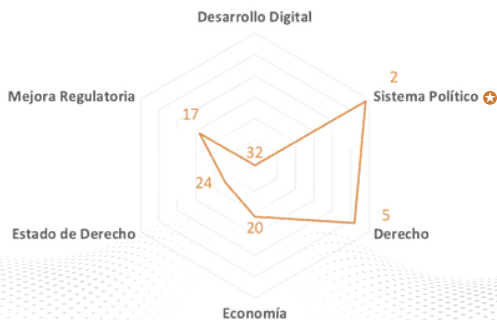 Desarrollo Digital
2
Mejora Regulatoria
Sistema Político
17
32
24
5
20
Estado de Derecho
Derecho
Economía